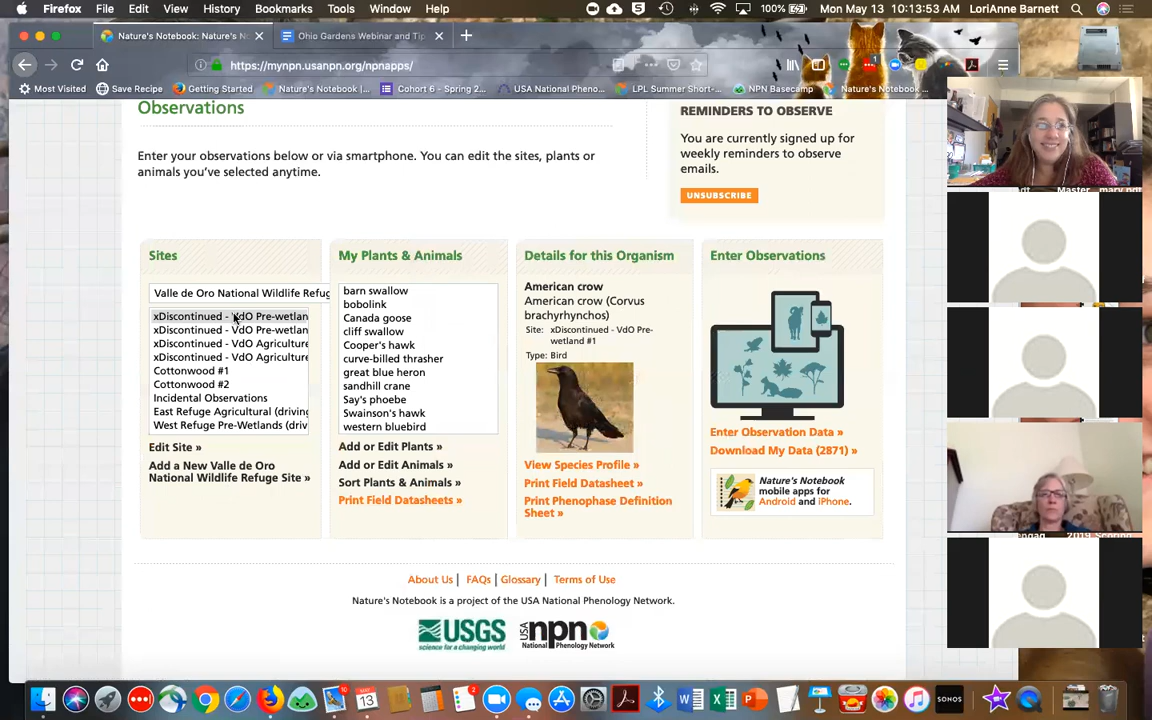 Firefox File Edit View History Bookmarks Tools Window Help 100% Mon May 13 10:13:53 AM LoriAnne Barnett
Nature's Notebook: Nature's No
Ohio Gardens Webinar and Tip
https://mynpn.usanpn.org/npnapps/
Most Visited Save Recipe Getting Started Nature's Notebook | ... Cohort 6 - Spring 2... USA National Pheno... LPL Summer Short-... NPN Basecamp Nature's Notebook ...
Observations
Enter your observations below or via smartphone. You can edit the sites, plants or
animals you've selected anytime.
REMINDERS TO OBSERVE
You are currently signed up for
weekly reminders to observe
emails.
UNSUBSCRIBE
Sites
Valle de Oro National Wildlife Refug
xDiscontinued - VdO Pre-wetlan
xDiscontinued - VdO Pre-wetlan
xDiscontinued - VdO Agriculture
xDiscontinued - VdO Agriculture
Cottonwood #1
Cottonwood #2
Incidental Observations
East Refuge Agricultural (driving
West Refuge Pre-Wetlands (driv
Edit Site »
Add a New Valle de Oro
National Wildlife Refuge Site »
My Plants & Animals
barn swallow
bobolink
Canada goose
cliff swallow
Cooper's hawk
curve-billed thrasher
great blue heron
sandhill crane
Say's phoebe
Swainson's hawk
western bluebird
Add or Edit Plants »
Add or Edit Animals »
Sort Plants & Animals »
Print Field Datasheets »
Details for this Organism
American crow
American crow (Corvus
brachyrhynchos)
Site: xDiscontinued - VdO Pre-
wetland #1
Type: Bird
View Species Profile »
Print Field Datasheet »
Print Phenophase Definition
Sheet »
Enter Observations
Enter Observation Data »
Download My Data (2871) »
Nature's Notebook
mobile apps for
Android and iPhone.
About Us | FAQs | Glossary | Terms of Use
Nature's Notebook is a project of the USA National Phenology Network.
USGS
science for a changing world
USA npn
National Phenology Network
Master
2019 Scoring
MAY
13
SONOS